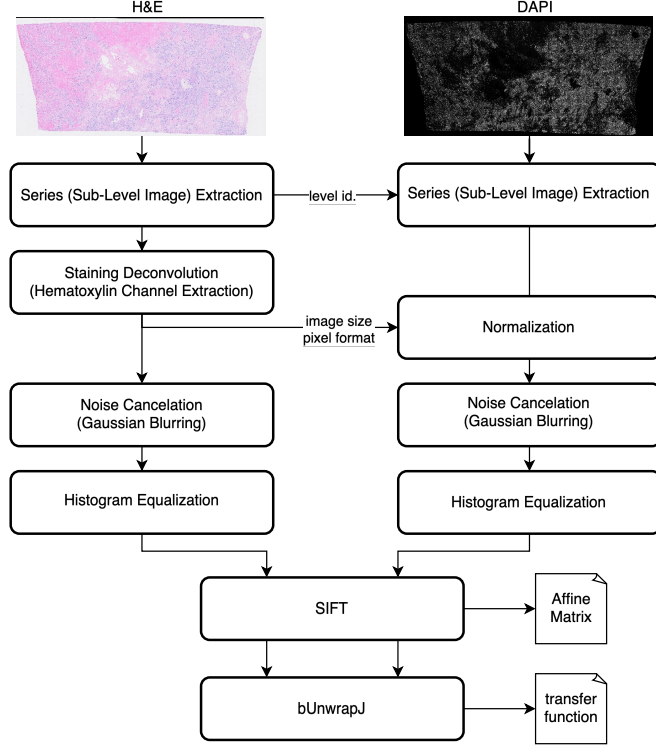 H&E
DAPI
Series (Sub-Level Image) Extraction
level id.
Series (Sub-Level Image) Extraction
Staining Deconvolution
(Hematoxylin Channel Extraction)
image size
pixel format
Normalization
Noise Cancelation
(Gaussian Blurring)
Noise Cancelation
(Gaussian Blurring)
Histogram Equalization
Histogram Equalization
SIFT
Affine
Matrix
bUnwrapJ
transfer
function